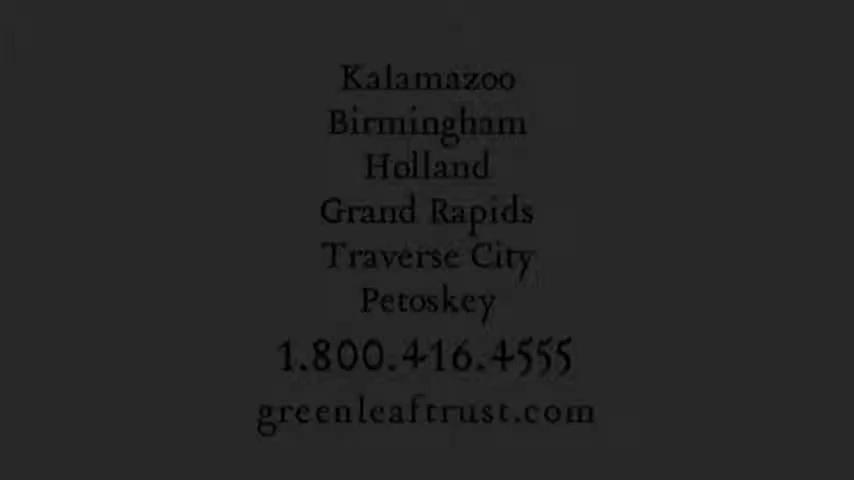 Kalamazoo
Birmingham
Holland
Grand Rapids
Traverse City
Petoskey
1.800.416.4555
greenleaftrust.com